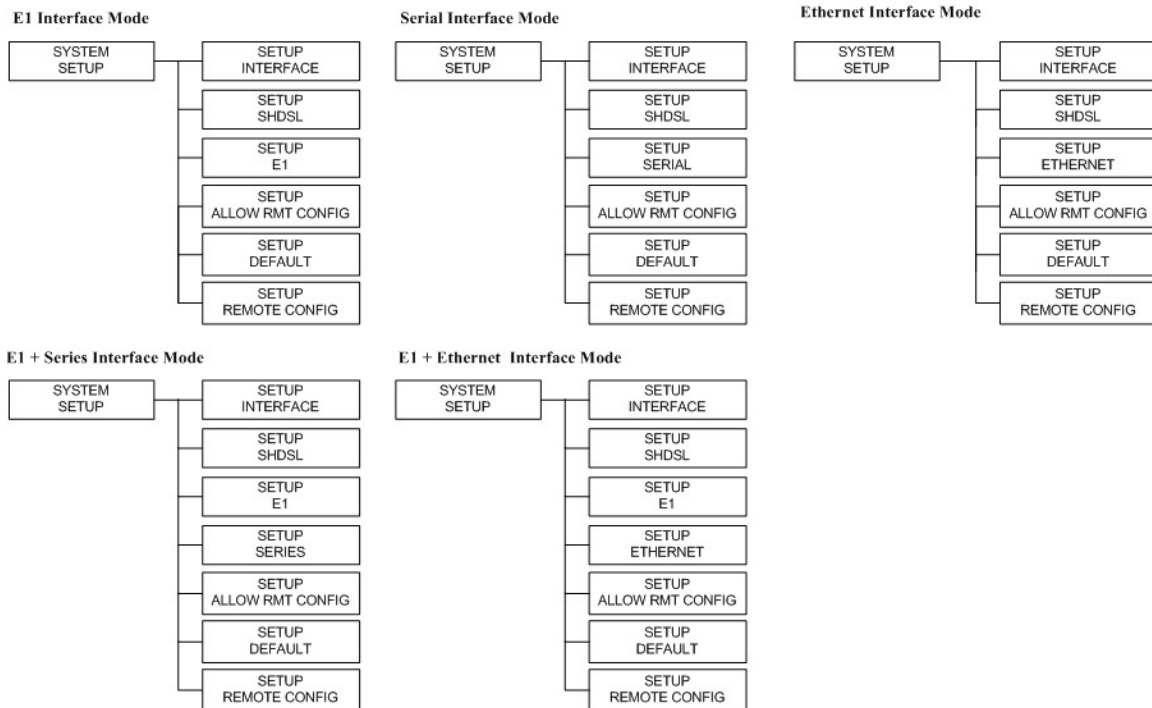 E1 Interface Mode
SYSTEM
SETUP
SETUP
INTERFACE
SETUP
SHDSL
SETUP
E1
SETUP
ALLOW RMT CONFIG
SETUP
DEFAULT
SETUP
REMOTE CONFIG
Serial Interface Mode
SYSTEM
SETUP
SETUP
INTERFACE
SETUP
SHDSL
SETUP
SERIAL
SETUP
ALLOW RMT CONFIG
SETUP
DEFAULT
SETUP
REMOTE CONFIG
Ethernet Interface Mode
SYSTEM
SETUP
SETUP
INTERFACE
SETUP
SHDSL
SETUP
ETHERNET
SETUP
ALLOW RMT CONFIG
SETUP
DEFAULT
SETUP
REMOTE CONFIG
E1 + Series Interface Mode
SYSTEM
SETUP
SETUP
INTERFACE
SETUP
SHDSL
SETUP
E1
SETUP
SERIES
SETUP
ALLOW RMT CONFIG
SETUP
DEFAULT
SETUP
REMOTE CONFIG
E1 + Ethernet Interface Mode
SYSTEM
SETUP
SETUP
INTERFACE
SETUP
SHDSL
SETUP
E1
SETUP
ETHERNET
SETUP
ALLOW RMT CONFIG
SETUP
DEFAULT
SETUP
REMOTE CONFIG